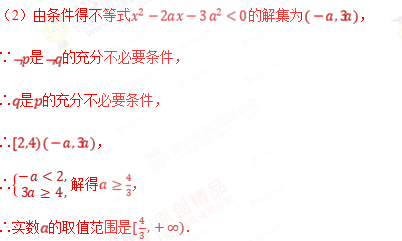 （2）由条件得不等式x²－2ax－3a²＜0的解集为(－a,3a)，
∵¬p是¬q的充分不必要条件，
∴q是p的充分不必要条件，
∴[2,4)(－a,3a)，
∴{－a＜2, 3a≥4, 解得a≥4/3，
∴实数a的取值范围是[4/3,+∞).